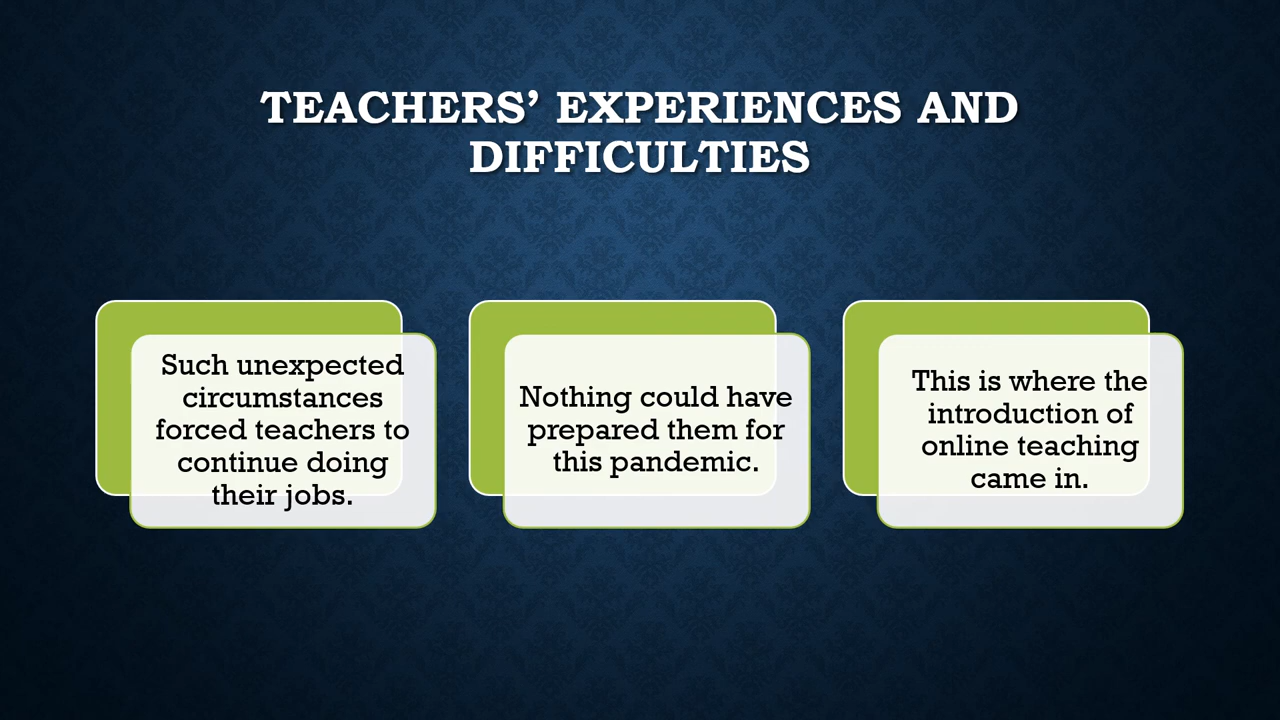 TEACHERS’ EXPERIENCES AND
DIFFICULTIES
Such unexpected
circumstances
forced teachers to
continue doing
their jobs.
Nothing could have
prepared them for
this pandemic.
This is where the
introduction of
online teaching
came in.